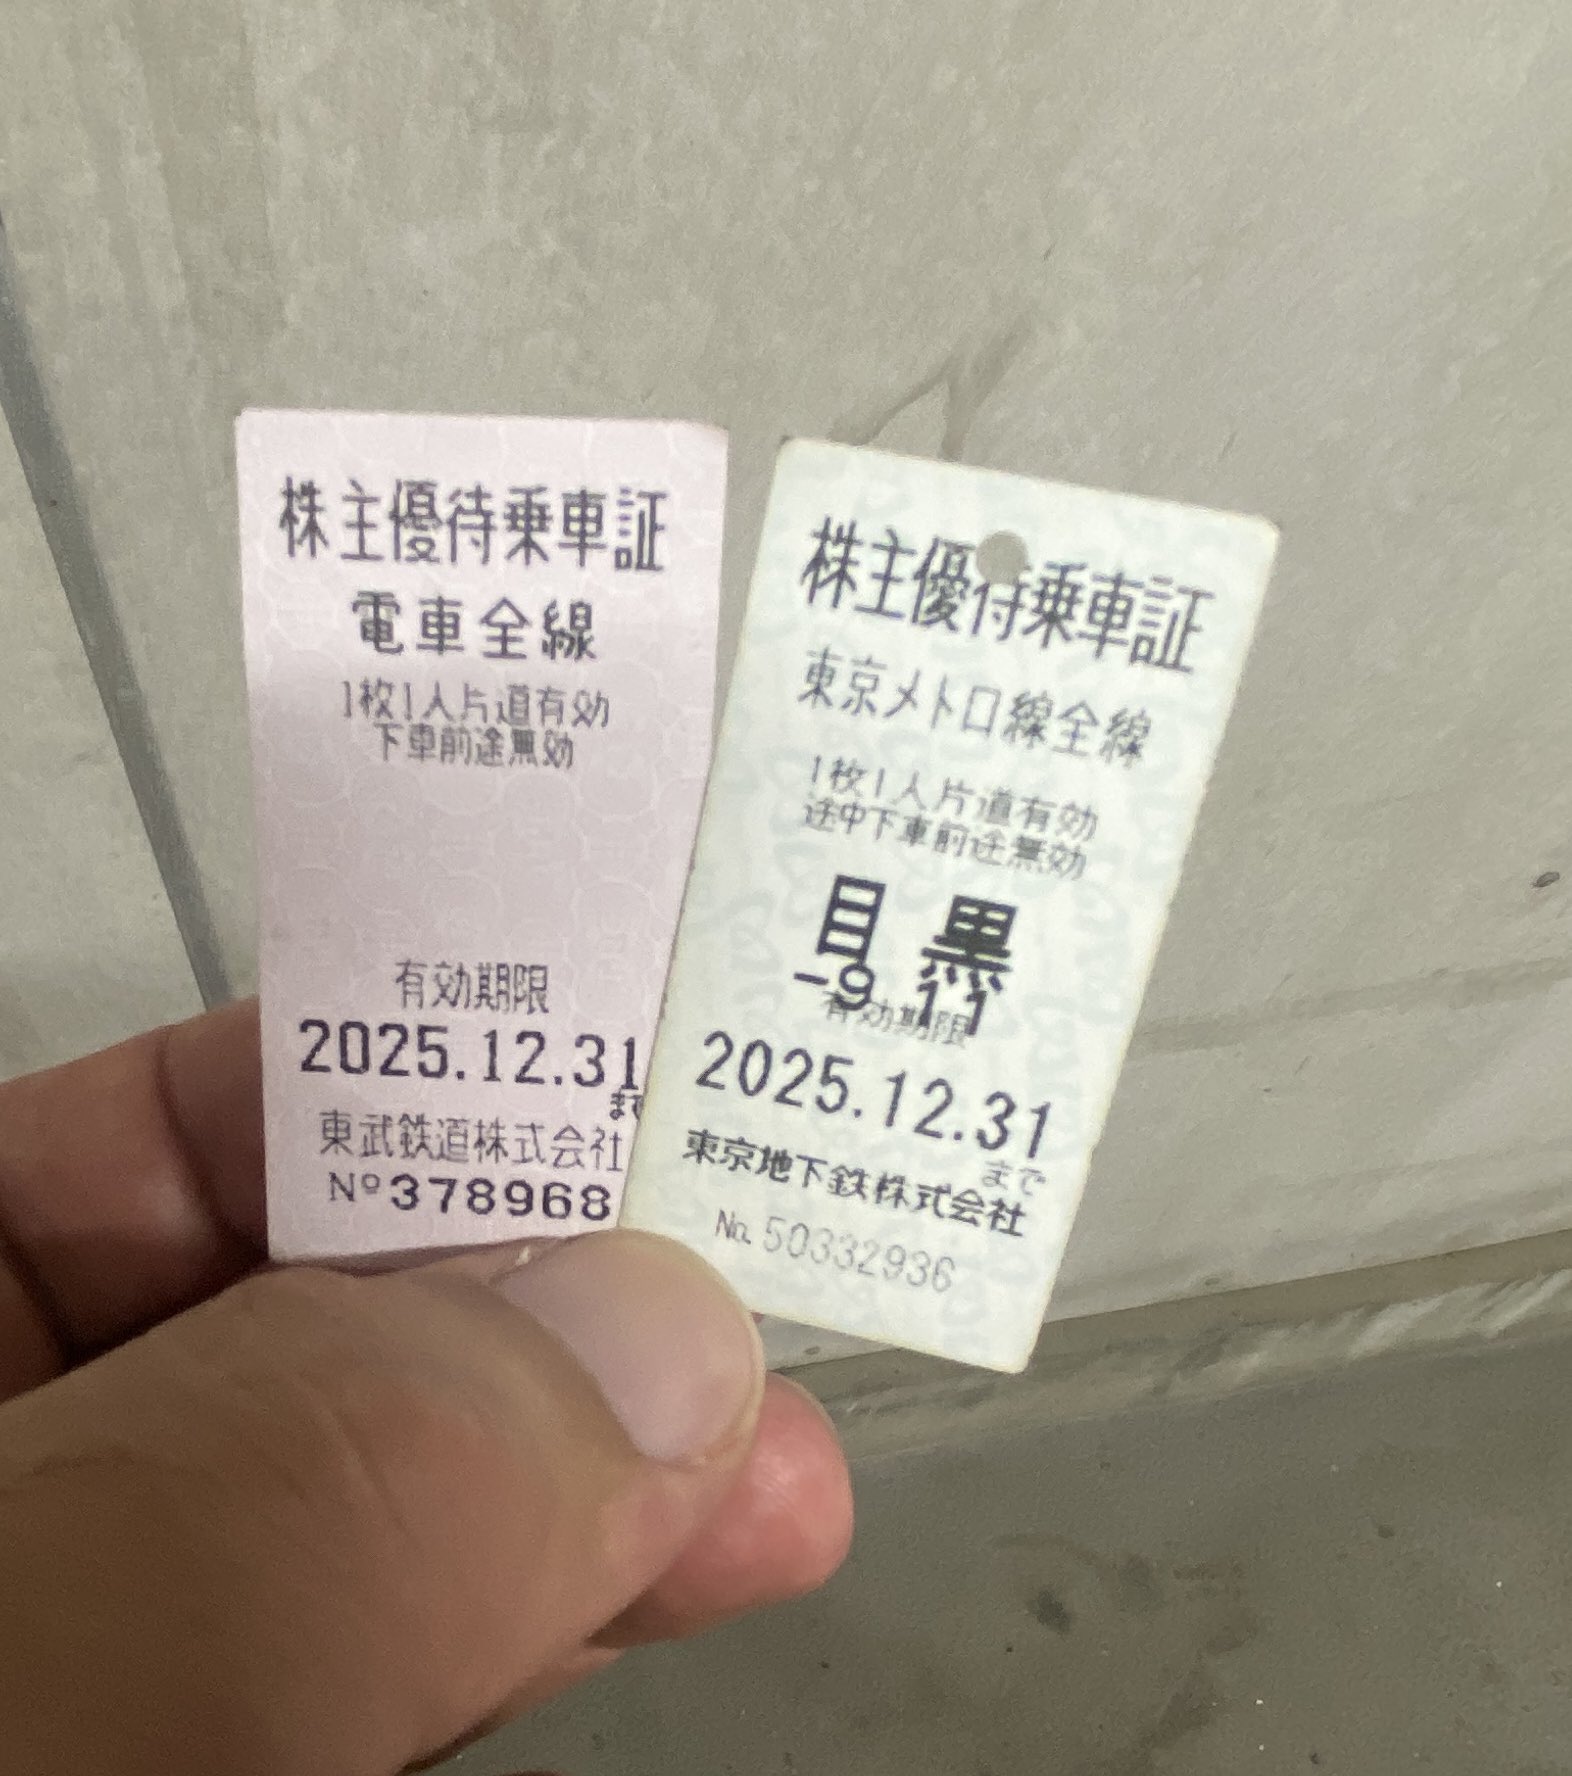 株主優待乗車証
電車全線
1枚1人片道有効
下車前途無効
有効期限
2025.12.31
まで
東武鉄道株式会社
Nº378968
株主優待乗車証
東京メトロ線全線
1枚1人片道有効
途中下車前途無効
目黒
-9.11
有効期限
2025.12.31
まで
東京地下鉄株式会社
No.50332936